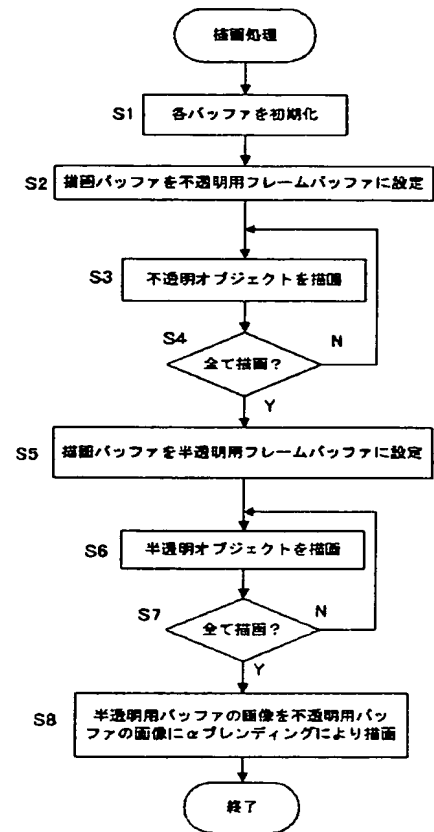 描画処理
S1
各バッファを初期化
S2
描画バッファを不透明用フレームバッファに設定
S3
不透明オブジェクトを描画
S4
全て描画?
N
Y
S5
描画バッファを半透明用フレームバッファに設定
S6
半透明オブジェクトを描画
S7
全て描画?
N
Y
S8
半透明用バッファの画像を不透明用バッ
ファの画像にαブレンディングにより描画
終了